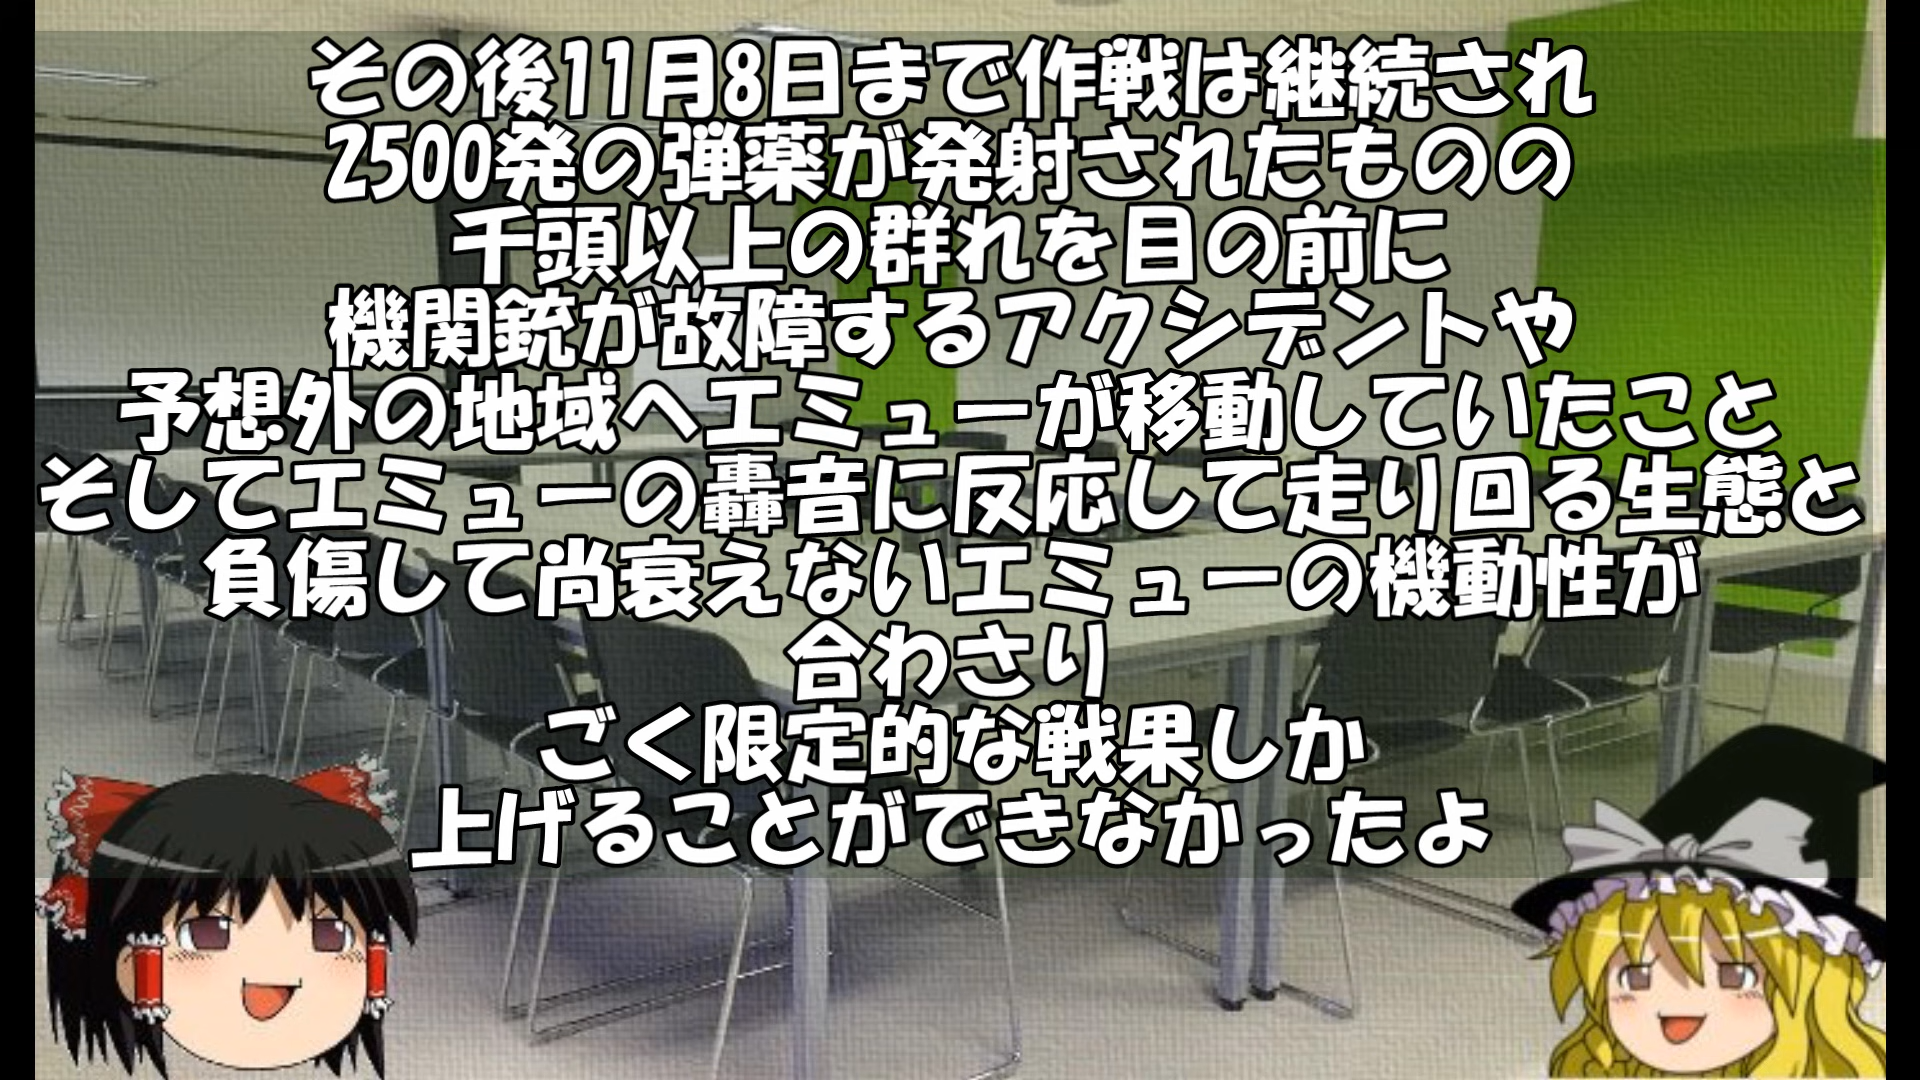 その後11月8日まで作戦は継続され
2500発の弾薬が発射されたものの
千頭以上の群れを目の前に
機関銃が故障するアクシデントや
予想外の地域へエミューが移動していたこと
そしてエミューの轟音に反応して走り回る生態と
負傷して尚衰えないエミューの機動性が
合わさり
ごく限定的な戦果しか
上げることができなかったよ